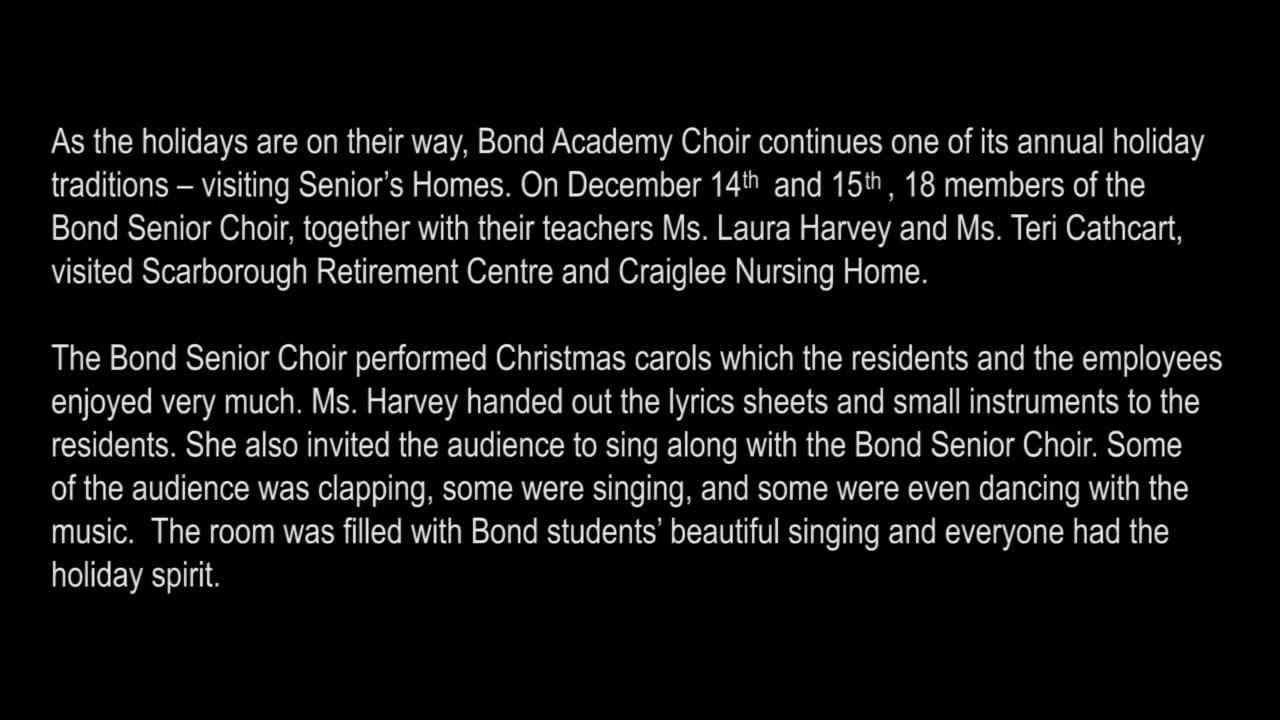 As the holidays are on their way, Bond Academy Choir continues one of its annual holiday
traditions – visiting Senior’s Homes. On December 14th and 15th , 18 members of the
Bond Senior Choir, together with their teachers Ms. Laura Harvey and Ms. Teri Cathcart,
visited Scarborough Retirement Centre and Craiglee Nursing Home.
The Bond Senior Choir performed Christmas carols which the residents and the employees
enjoyed very much. Ms. Harvey handed out the lyrics sheets and small instruments to the
residents. She also invited the audience to sing along with the Bond Senior Choir. Some
of the audience was clapping, some were singing, and some were even dancing with the
music.  The room was filled with Bond students’ beautiful singing and everyone had the
holiday spirit.